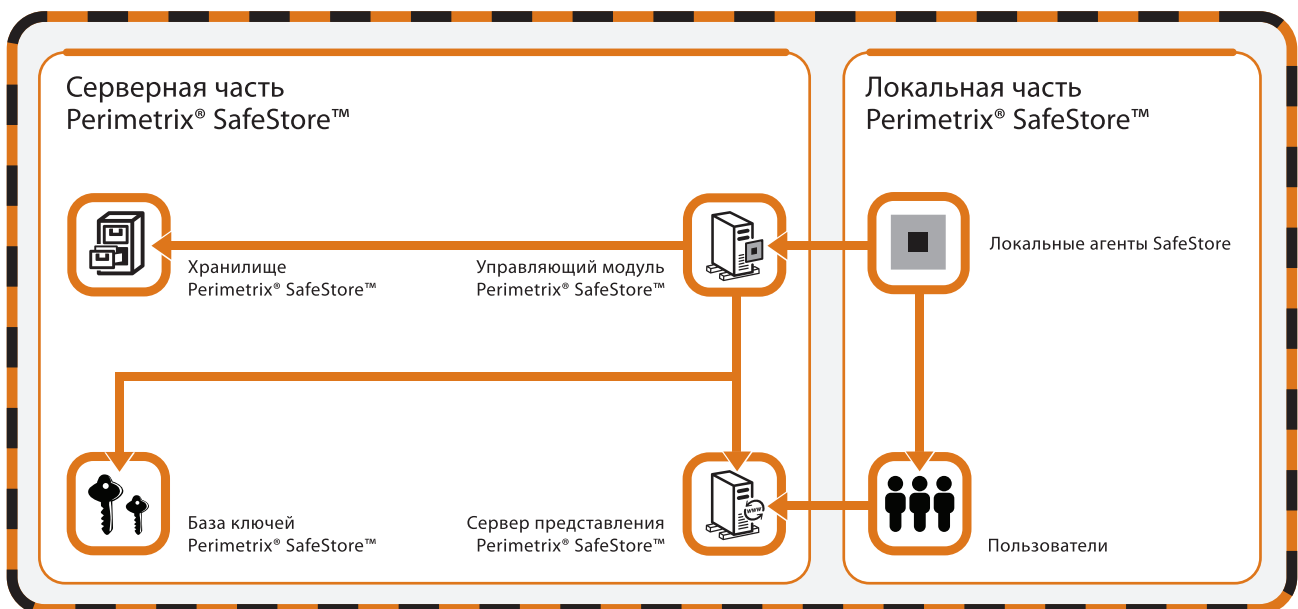 Серверная часть
Perimetrix® SafeStore™
Локальная часть
Perimetrix® SafeStore™
Хранилище
Perimetrix® SafeStore™
Управляющий модуль
Perimetrix® SafeStore™
Локальные агенты SafeStore
База ключей
Perimetrix® SafeStore™
Сервер представления
Perimetrix® SafeStore™
www
Пользователи